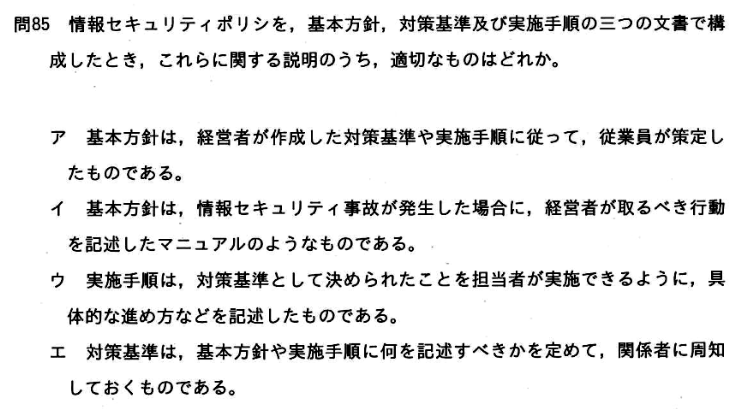 問85 情報セキュリティポリシを，基本方針，対策基準及び実施手順の三つの文書で構
成したとき，これらに関する説明のうち，適切なものはどれか。
ア 基本方針は，経営者が作成した対策基準や実施手順に従って，従業員が策定し
たものである。
イ 基本方針は，情報セキュリティ事故が発生した場合に，経営者が取るべき行動
を記述したマニュアルのようなものである。
ウ 実施手順は，対策基準として決められたことを担当者が実施できるように，具
体的な進め方などを記述したものである。
エ 対策基準は，基本方針や実施手順に何を記述すべきかを定めて，関係者に周知
しておくものである。